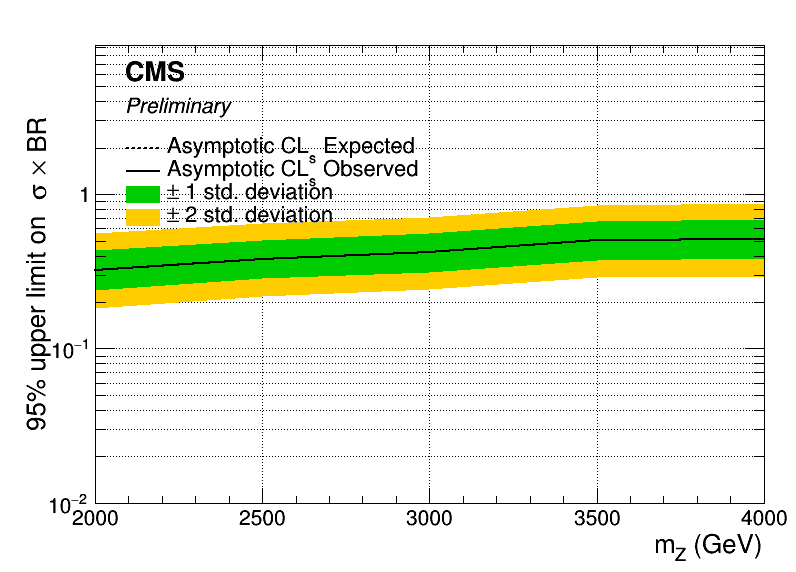 CMS
Preliminary
Asymptotic CLs Expected
Asymptotic CLs Observed
± 1 std. deviation
± 2 std. deviation
95% upper limit on σ × BR
1
10−1
10−2
2000 2500 3000 3500 4000
mZ (GeV)